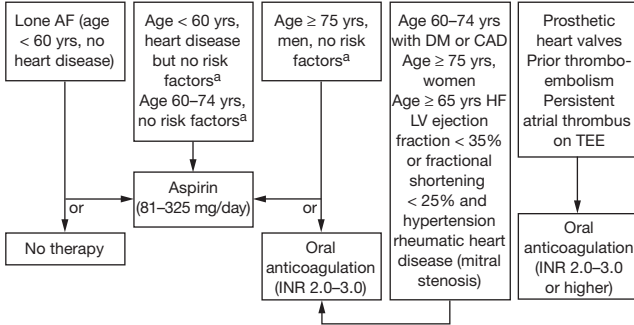 Lone AF (age
< 60 yrs, no
heart disease)
Age < 60 yrs,
heart disease
but no risk
factorsᵃ
Age 60–74 yrs,
no risk factorsᵃ
Age ≥ 75 yrs,
men, no risk
factorsᵃ
Age 60–74 yrs
with DM or CAD
Age ≥ 75 yrs,
women
Age ≥ 65 yrs HF
LV ejection
fraction < 35%
or fractional
shortening
< 25% and
hypertension
rheumatic heart
disease (mitral
stenosis)
Prosthetic
heart valves
Prior thrombo-
embolism
Persistent
atrial thrombus
on TEE
or
Aspirin
(81–325 mg/day)
or
No therapy
Oral
anticoagulation
(INR 2.0–3.0)
Oral
anticoagulation
(INR 2.0–3.0
or higher)